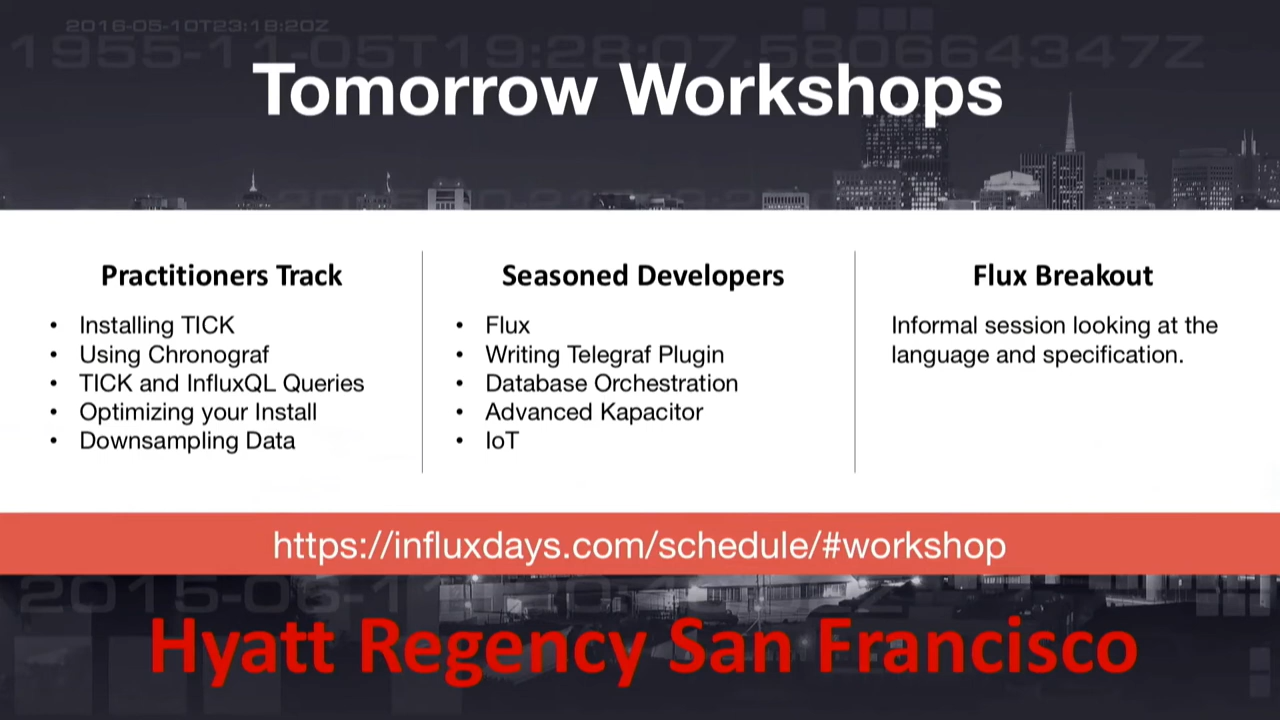 2016-05-10T23:18:20Z
1955-11-05T19:28:07.5806664347Z
Tomorrow Workshops
Practitioners Track
• Installing TICK
• Using Chronograf
• TICK and InfluxQL Queries
• Optimizing your Install
• Downsampling Data
Seasoned Developers
• Flux
• Writing Telegraf Plugin
• Database Orchestration
• Advanced Kapacitor
• IoT
Flux Breakout
Informal session looking at the
language and specification.
https://influxdays.com/schedule/#workshop
Hyatt Regency San Francisco